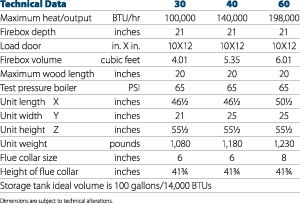 Technical Data 30 40 60
Maximum heat/output BTU/hr 100,000 140,000 198,000
Firebox depth inches 21 21 21
Load door in. X in. 10X12 10X12 10X12
Firebox volume cubic feet 4.01 5.35 6.01
Maximum wood length inches 20 20 20
Test pressure boiler PSI 65 65 65
Unit length X inches 46½ 46½ 50½
Unit width Y inches 21 25 25
Unit height Z inches 55½ 55½ 55½
Unit weight pounds 1,080 1,180 1,230
Flue collar size inches 6 6 8
Height of flue collar inches 41¾ 41¾ 41¾
Storage tank ideal volume is 100 gallons/14,000 BTUs
Dimensions are subject to technical alterations.